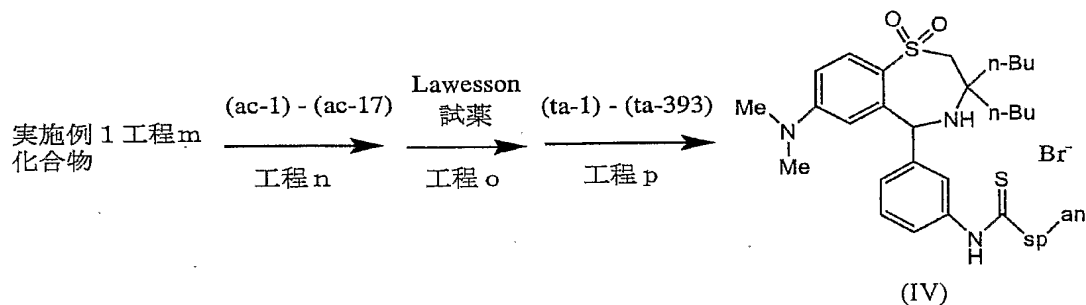 実施例１工程m
化合物
(ac-1) - (ac-17)
工程n
Lawesson
試薬
工程o
(ta-1) - (ta-393)
工程p
O
O
S
n-Bu
n-Bu
NH
Me
N
Me
Br⁻
S
N
H
sp
an
(IV)